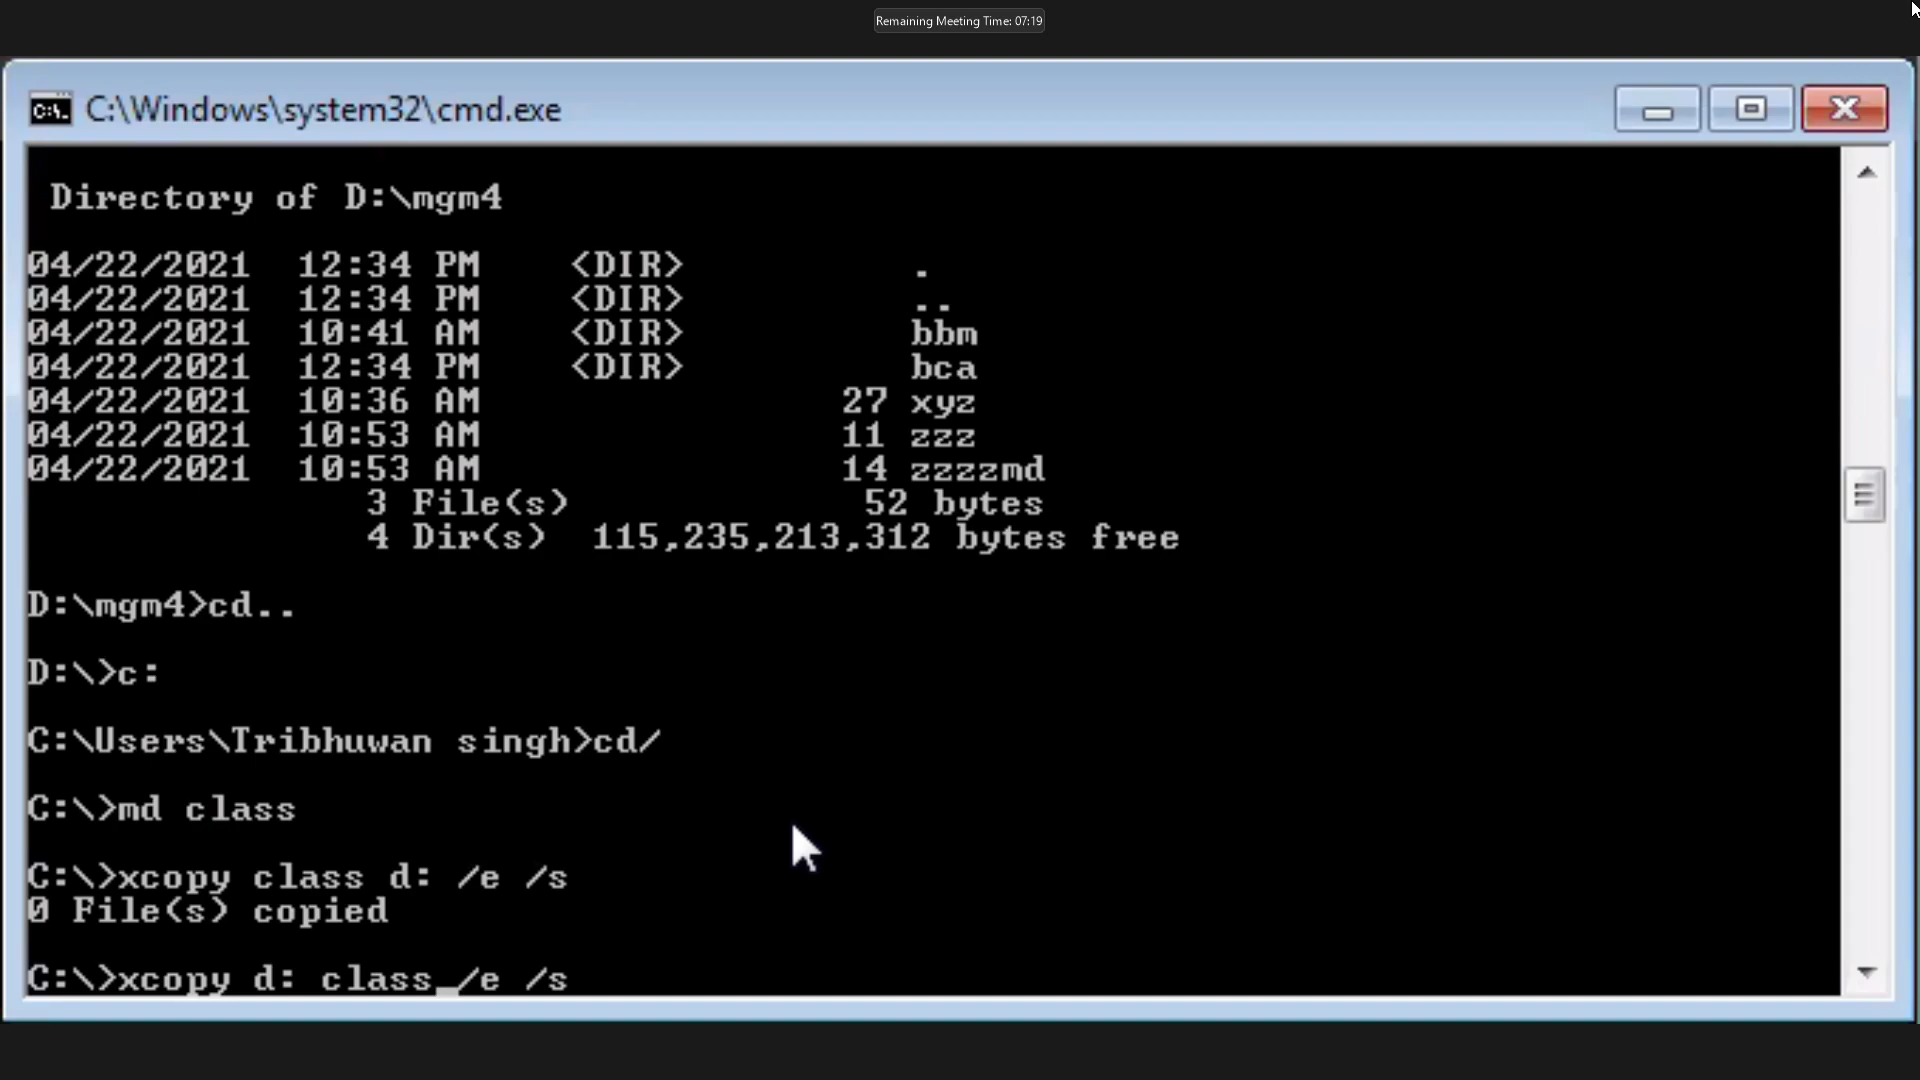 Remaining Meeting Time: 07:19
C:\Windows\system32\cmd.exe
Directory of D:\mgm4
04/22/2021  12:34 PM    <DIR>          .
04/22/2021  12:34 PM    <DIR>          ..
04/22/2021  10:41 AM    <DIR>          bbm
04/22/2021  12:34 PM    <DIR>          bca
04/22/2021  10:36 AM                27 xyz
04/22/2021  10:53 AM                11 zzz
04/22/2021  10:53 AM                14 zzzzmd
3 File(s)             52 bytes
4 Dir(s)  115,235,213,312 bytes free
D:\mgm4>cd..
D:\>c:
C:\Users\Tribhuwan singh>cd/
C:\>md class
C:\>xcopy class d: /e /s
0 File(s) copied
C:\>xcopy d: class /e /s